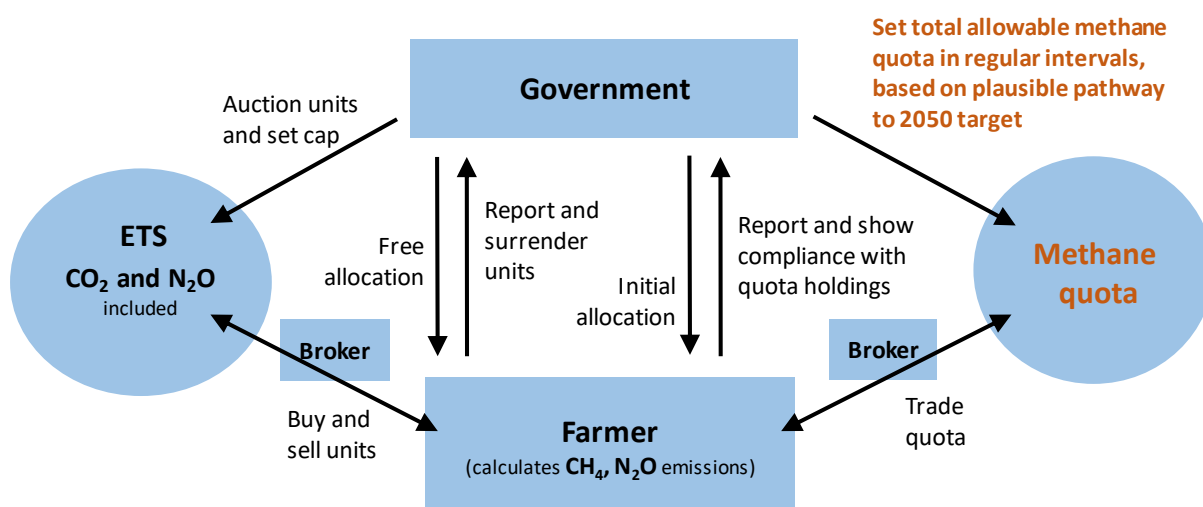 Set total allowable methane
quota in regular intervals,
based on plausible pathway
to 2050 target
Government
Auction units
and set cap
ETS
CO₂ and N₂O
included
Free
allocation
Report and
surrender
units
Initial
allocation
Report and show
compliance with
quota holdings
Methane
quota
Broker
Broker
Buy and
sell units
Farmer
(calculates CH₄, N₂O emissions)
Trade
quota